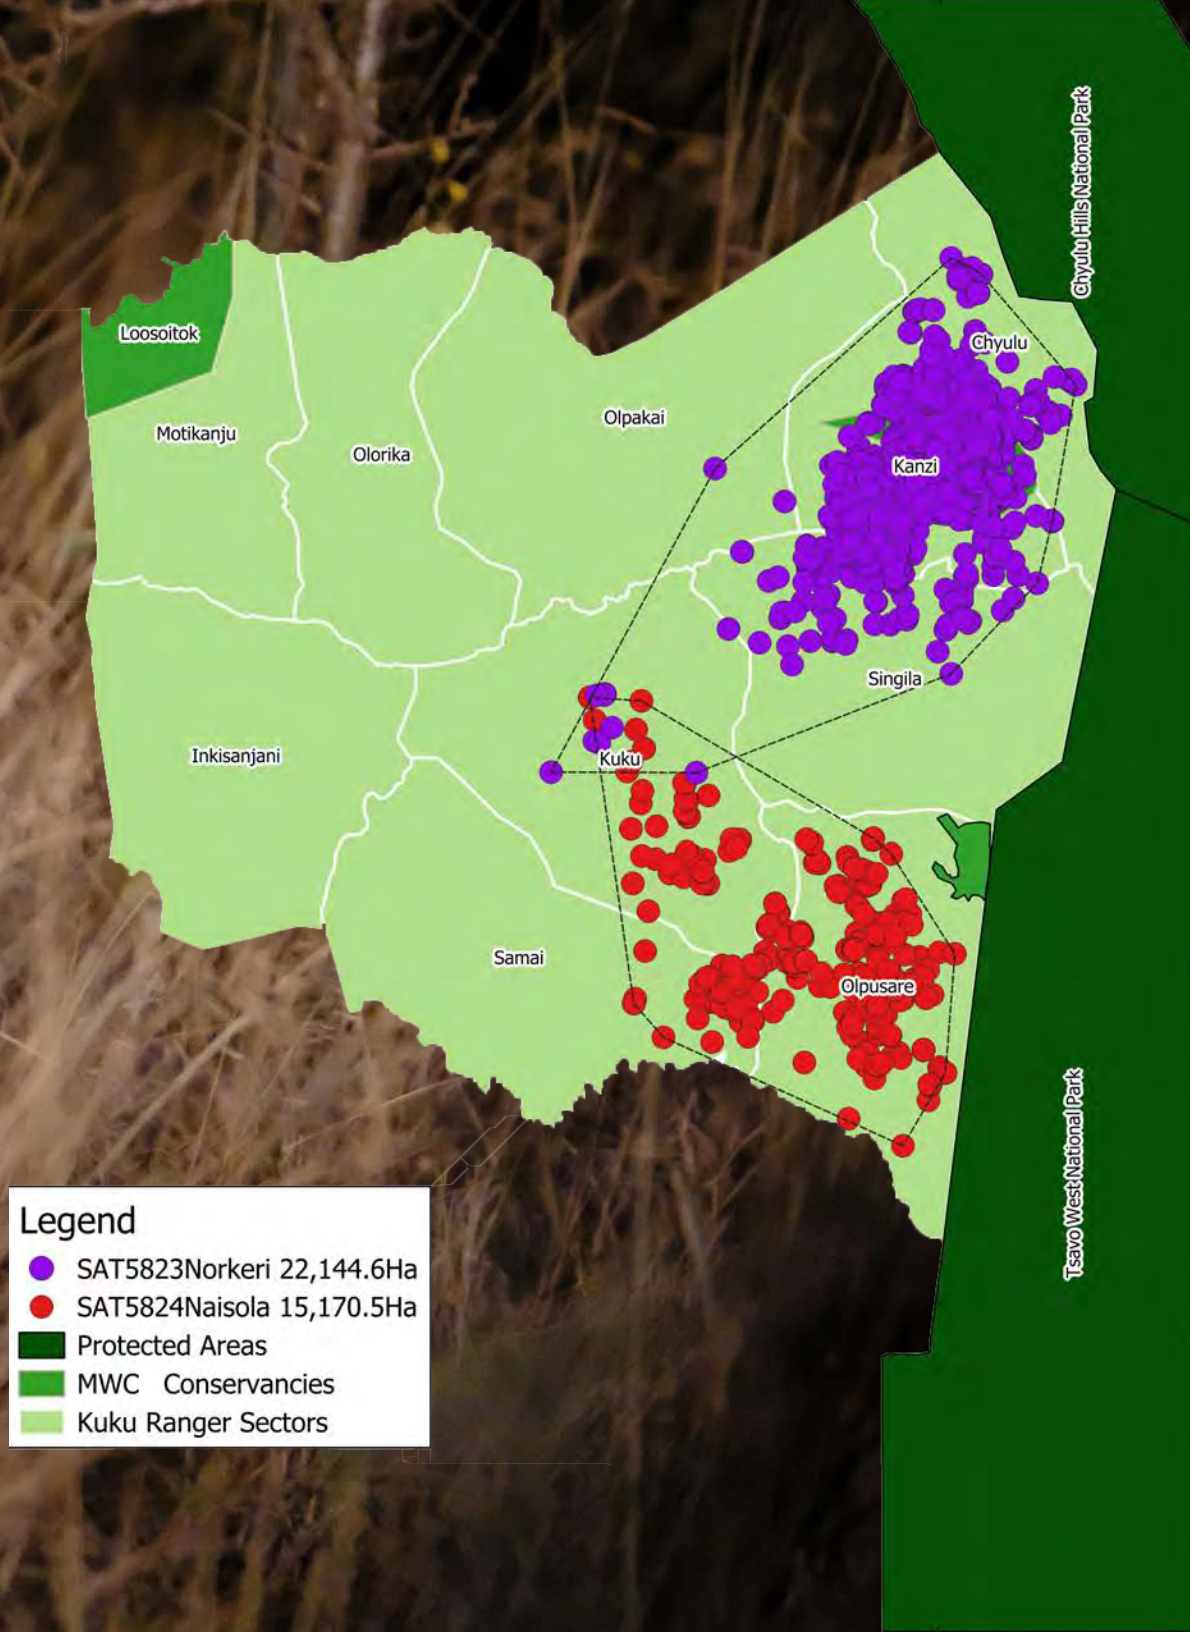 Chyulu Hills National Park
Loosoitok
Chyulu
Olpakai
Motikanju
Olorika
Kanzi
Singila
Inkisanjani
Kuku
Samai
Olpusare
Tsavo West National Park
Legend
SAT5823Norkeri 22,144.6Ha
SAT5824Naisola 15,170.5Ha
Protected Areas
MWC Conservancies
Kuku Ranger Sectors